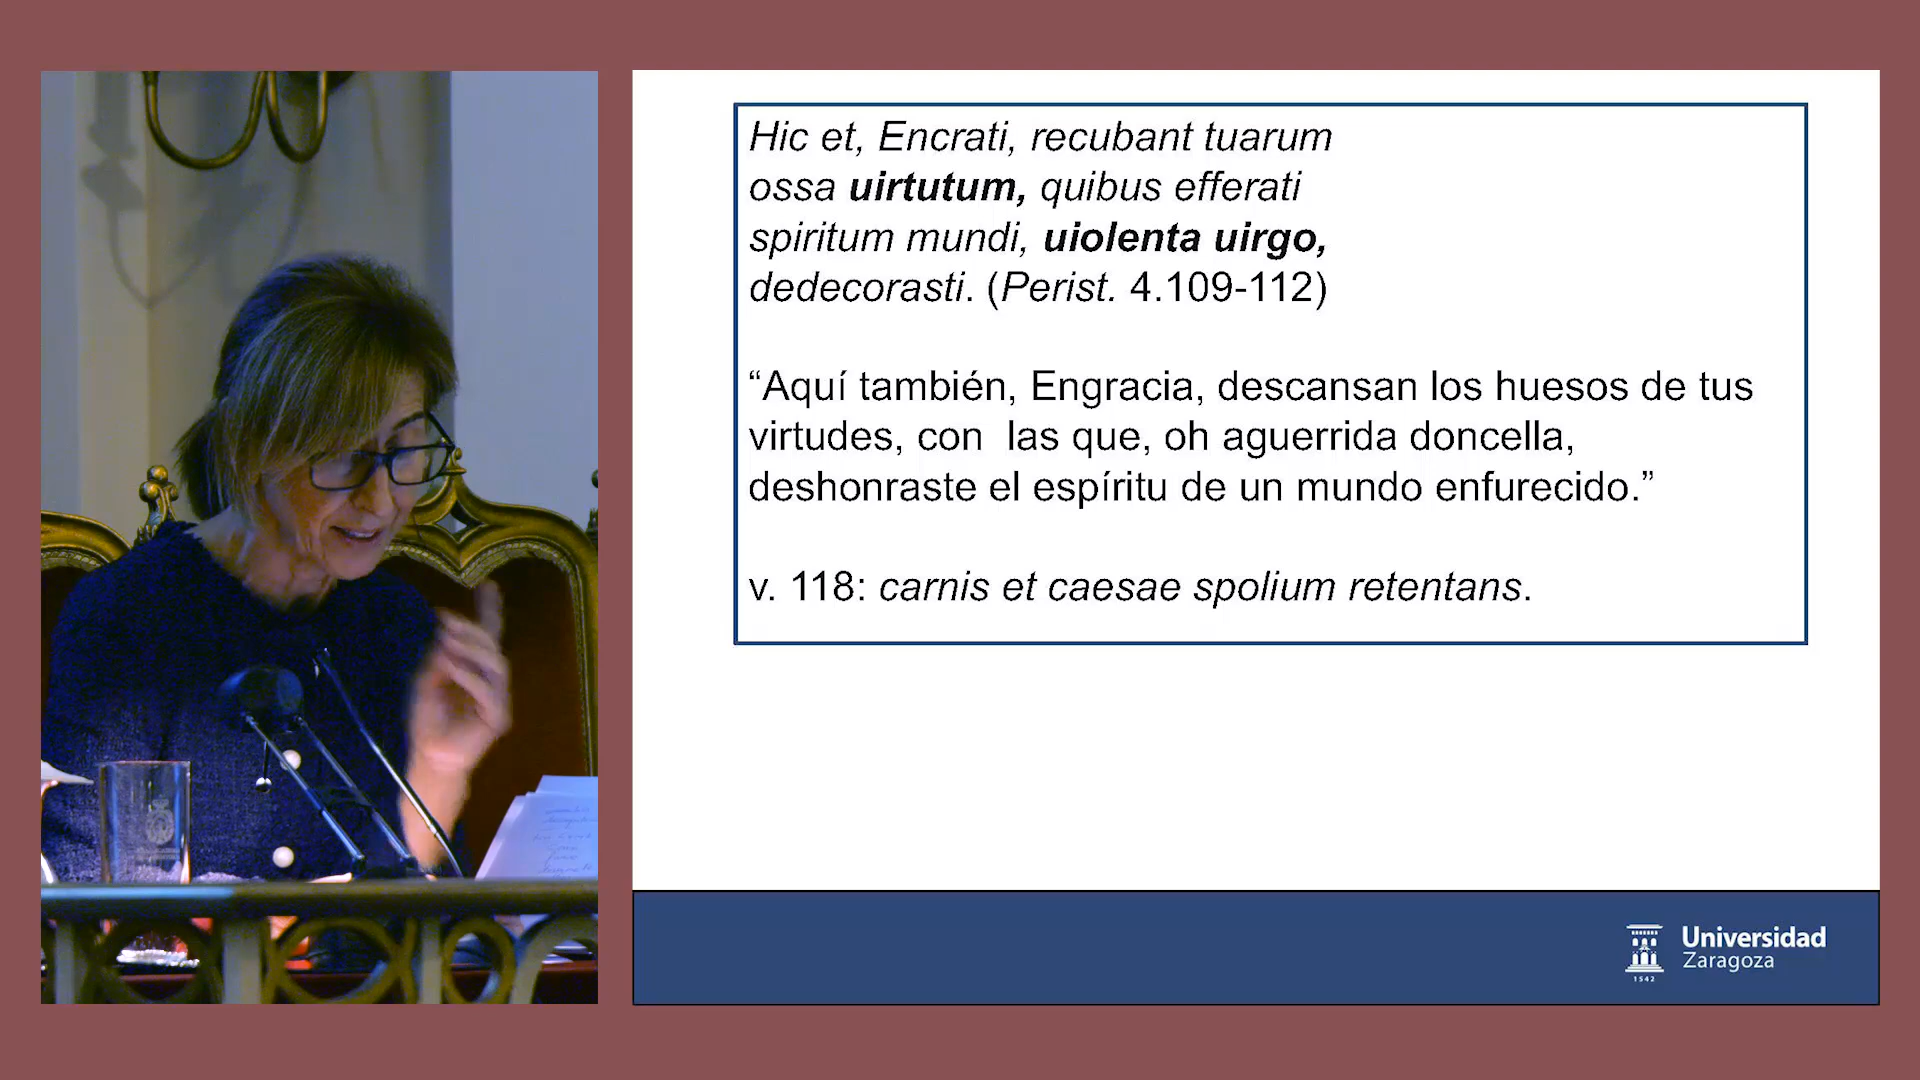 Hic et, Encrati, recubant tuarum
ossa uirtutum, quibus efferati
spiritum mundi, uiolenta uirgo,
dedecorasti. (Perist. 4.109-112)
“Aquí también, Engracia, descansan los huesos de tus
virtudes, con  las que, oh aguerrida doncella,
deshonraste el espíritu de un mundo enfurecido.”
v. 118: carnis et caesae spolium retentans.
Universidad
Zaragoza
1542